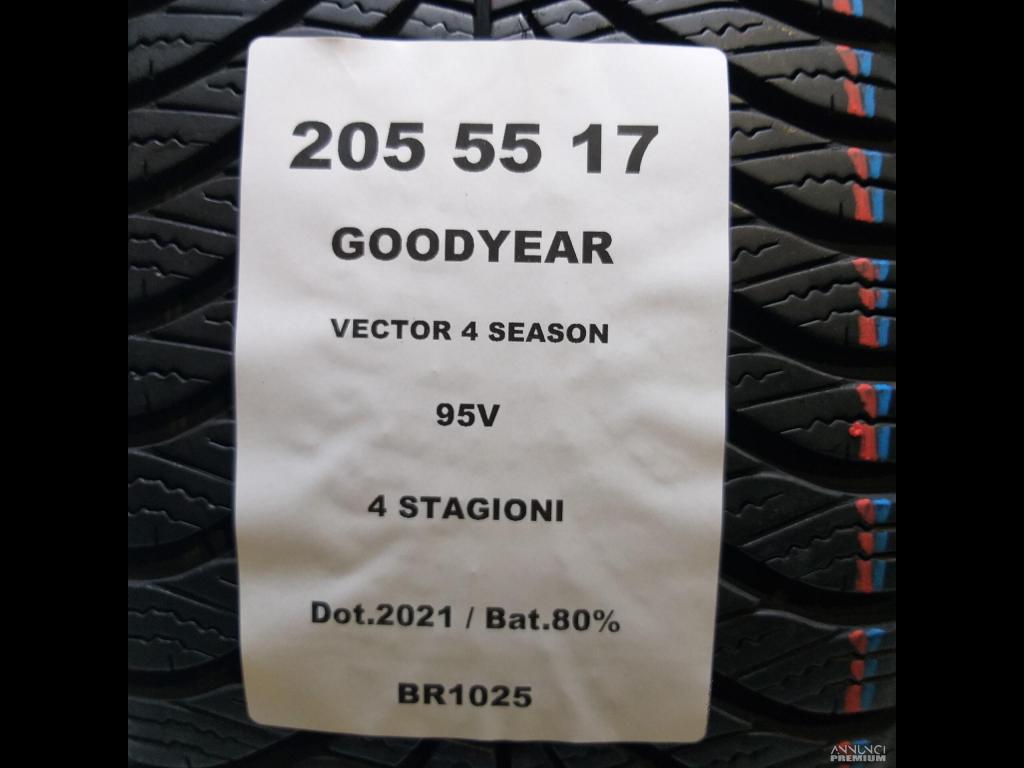 205 55 17
GOODYEAR
VECTOR 4 SEASON
95V
4 STAGIONI
Dot.2021 / Bat.80%
BR1025
ANNUNCI
PREMIUM